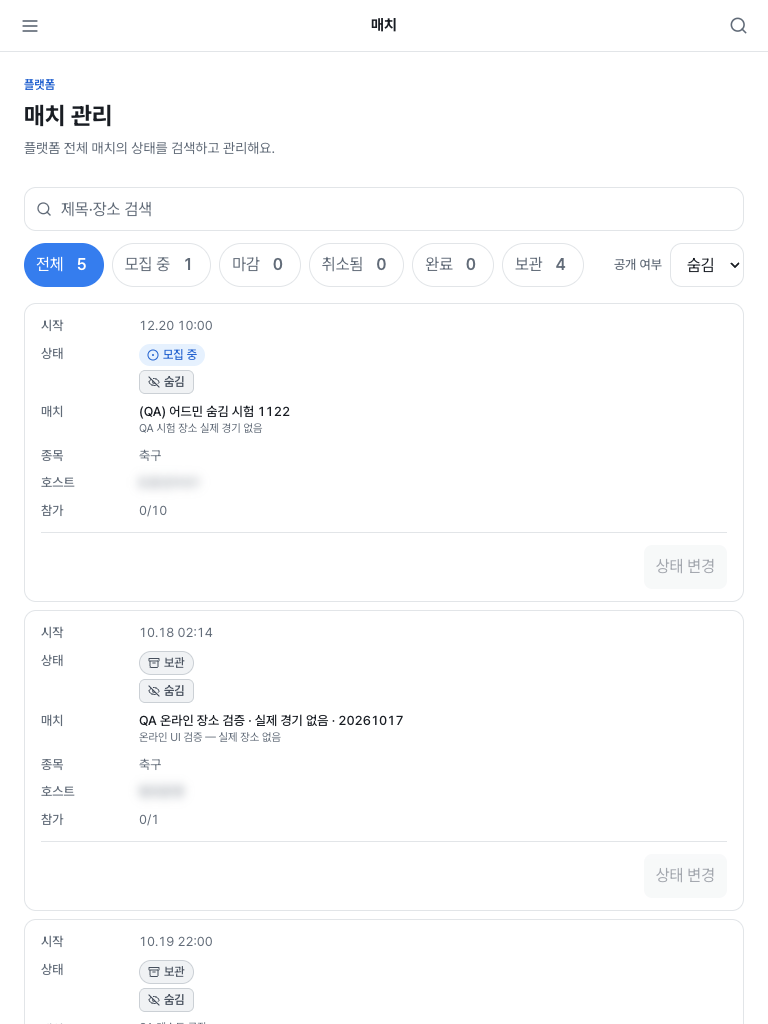 매치
플랫폼
매치 관리
플랫폼 전체 매치의 상태를 검색하고 관리해요.
제목·장소 검색
전체 5 모집 중 1 마감 0 취소됨 0 완료 0 보관 4 공개 여부 숨김
시작 12.20 10:00
상태 모집 중
숨김
매치 (QA) 어드민 숨김 시험 1122
QA 시험 장소 실제 경기 없음
종목 축구
호스트
참가 0/10
상태 변경
시작 10.18 02:14
상태 보관
숨김
매치 QA 온라인 장소 검증 · 실제 경기 없음 · 20261017
온라인 UI 검증 — 실제 장소 없음
종목 축구
호스트
참가 0/1
상태 변경
시작 10.19 22:00
상태 보관
숨김